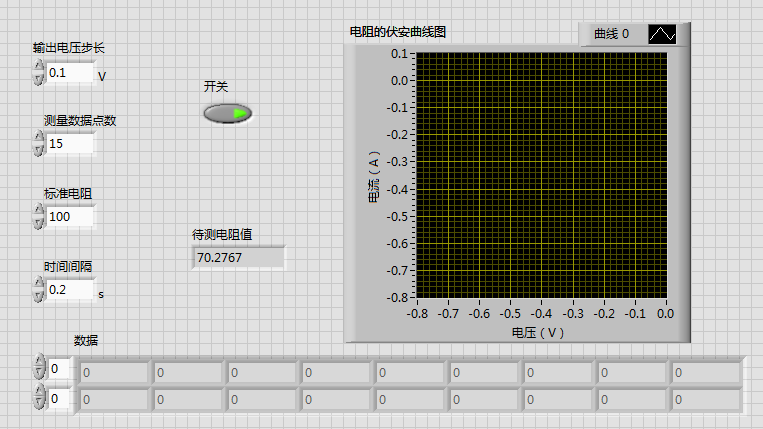 输出电压步长
0.1 V
测量数据点数
15
标准电阻
100
时间间隔
0.2 s
开关
待测电阻值
70.2767
电阻的伏安曲线图
曲线 0
电流 ( A )
0.1
0.0
-0.1
-0.2
-0.3
-0.4
-0.5
-0.6
-0.7
-0.8
-0.8 -0.7 -0.6 -0.5 -0.4 -0.3 -0.2 -0.1 0.0
电压 ( V )
数据
0 0 0 0 0 0 0 0 0 0
0 0 0 0 0 0 0 0 0 0